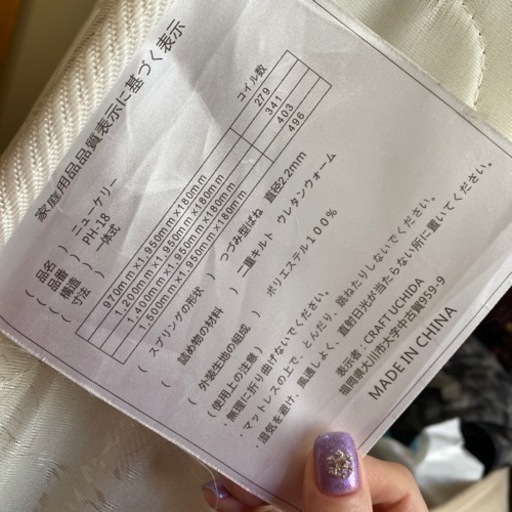 家庭用品品質表示に基づく表示
(品名) ニューケリー
(品番) PH-18
(構造) 一体式
(寸法) コイル数
970mm×1,950mm×180mm 279
1,200mm×1,950mm×180mm 341
1,400mm×1,950mm×180mm 403
1,500mm×1,950mm×180mm 496
(スプリングの形状) つづみ型ばね 直径2.2mm
(詰め物の材料) 二重キルト ウレタンフォーム
(外装生地の組成) ポリエステル100%
(使用上の注意)
・無理に折り曲げないでください。
・マットレスの上で、とんだり、跳ねたりしないでください。
・湿気を避け、風通しよく、直射日光が当たらない所に置いてください。
表示者:CRAFT UCHIDA
福岡県大川市大字中古賀959-9
MADE IN CHINA